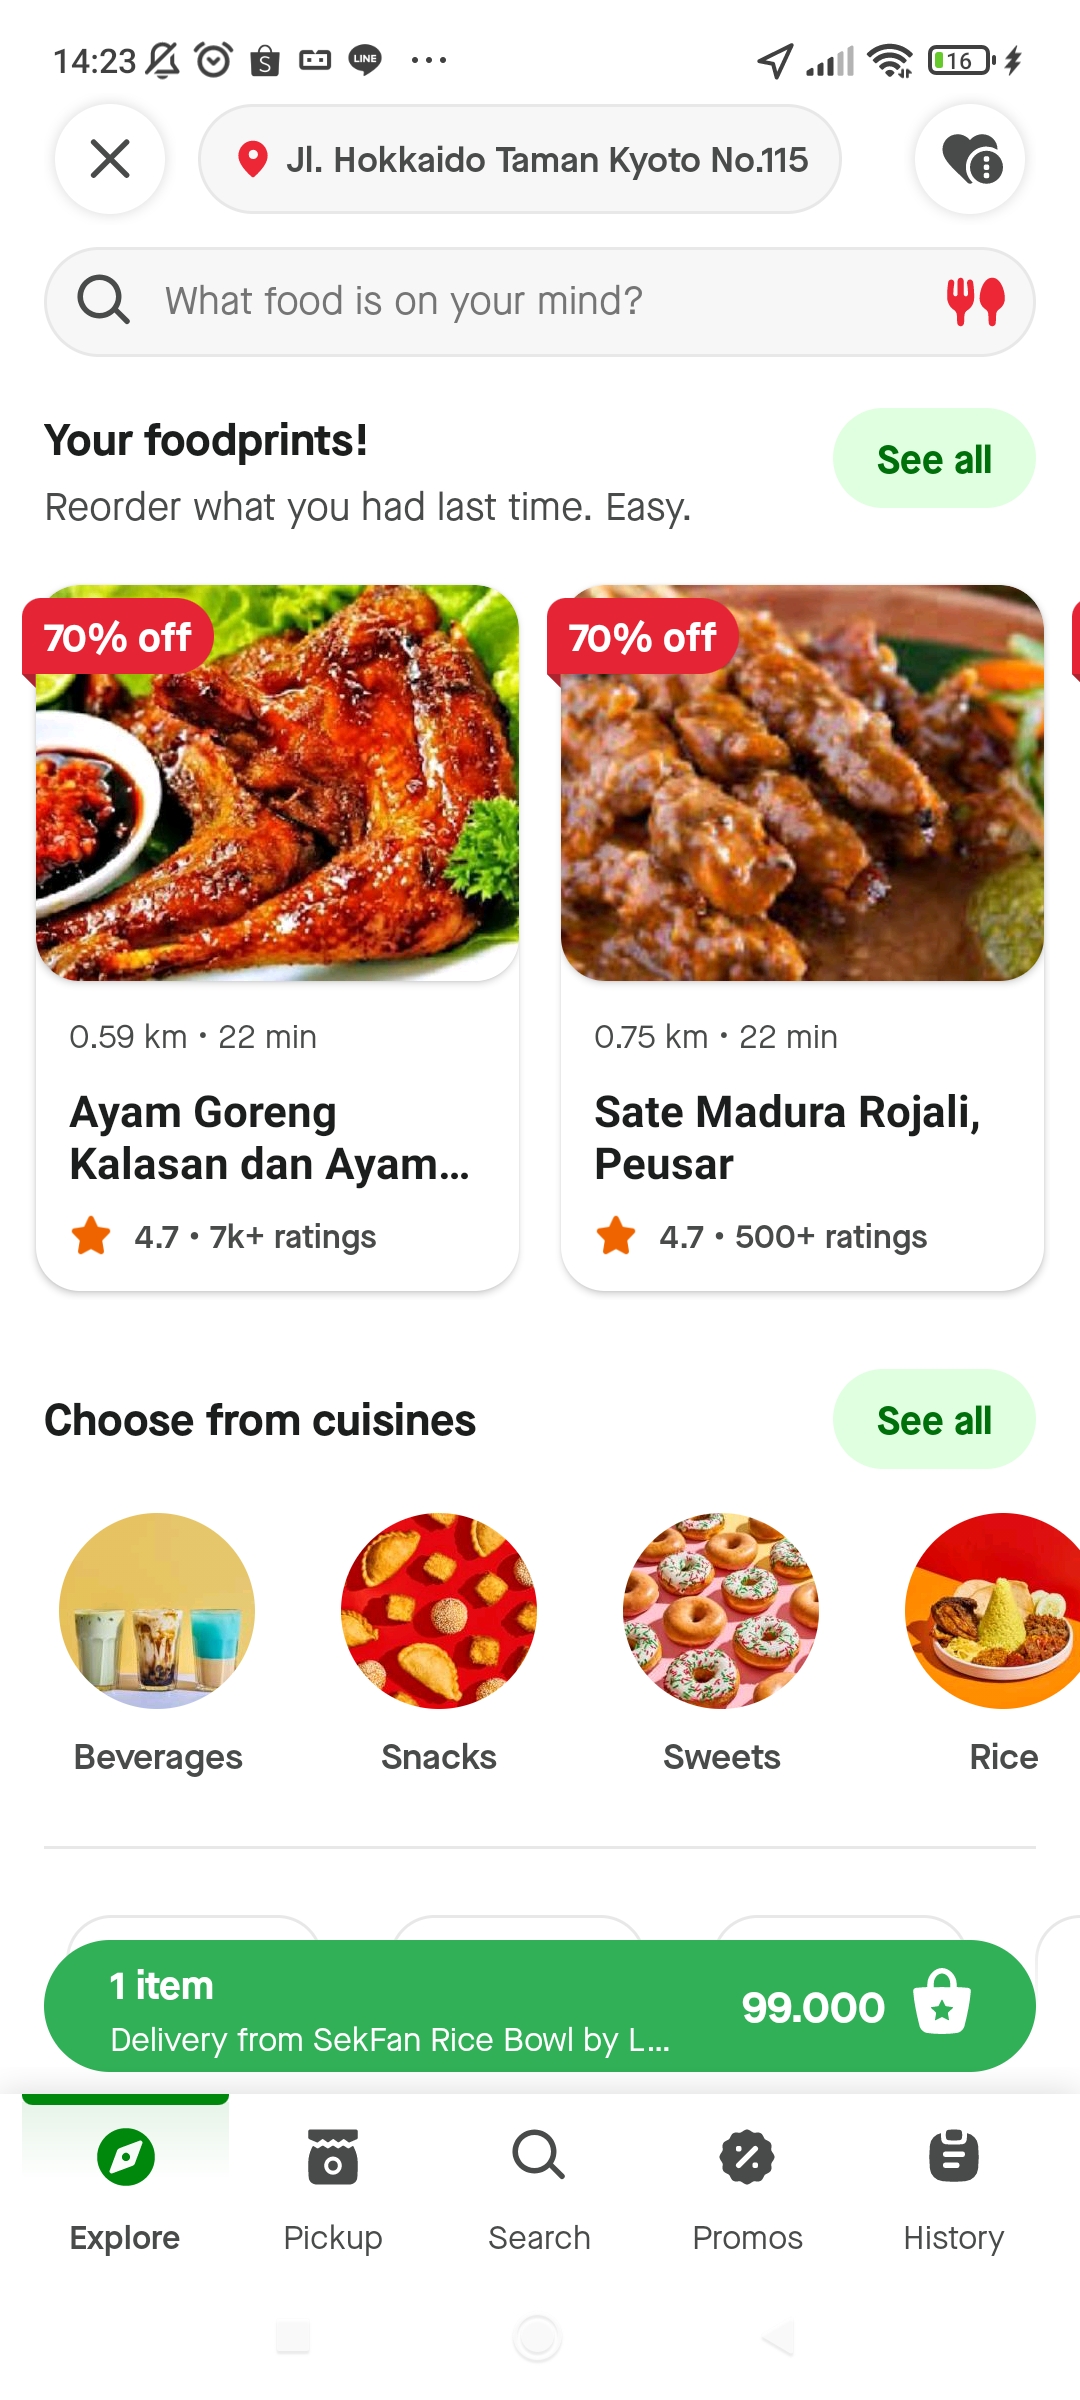 14:23
LINE
16
Jl. Hokkaido Taman Kyoto No.115
What food is on your mind?
Your foodprints!
See all
Reorder what you had last time. Easy.
70% off
70% off
0.59 km • 22 min
0.75 km • 22 min
Ayam Goreng
Kalasan dan Ayam...
Sate Madura Rojali,
Peusar
4.7 • 7k+ ratings
4.7 • 500+ ratings
Choose from cuisines
See all
Beverages
Snacks
Sweets
Rice
1 item
99.000
Delivery from SekFan Rice Bowl by L...
Explore
Pickup
Search
Promos
History